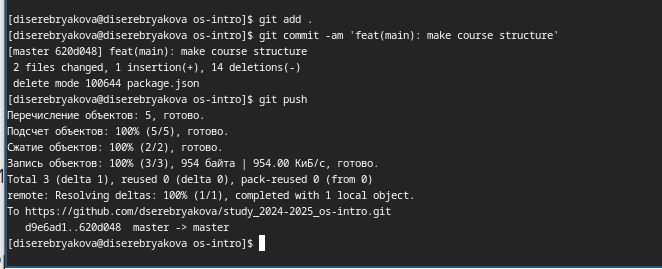 [diserebryakova@diserebryakova os-intro]$ git add .
[diserebryakova@diserebryakova os-intro]$ git commit -am 'feat(main): make course structure'
[master 620d048] feat(main): make course structure
 2 files changed, 1 insertion(+), 14 deletions(-)
 delete mode 100644 package.json
[diserebryakova@diserebryakova os-intro]$ git push
Перечисление объектов: 5, готово.
Подсчет объектов: 100% (5/5), готово.
Сжатие объектов: 100% (2/2), готово.
Запись объектов: 100% (3/3), 954 байта | 954.00 КиБ/с, готово.
Total 3 (delta 1), reused 0 (delta 0), pack-reused 0 (from 0)
remote: Resolving deltas: 100% (1/1), completed with 1 local object.
To https://github.com/dserebryakova/study_2024-2025_os-intro.git
   d9e6ad1..620d048  master -> master
[diserebryakova@diserebryakova os-intro]$